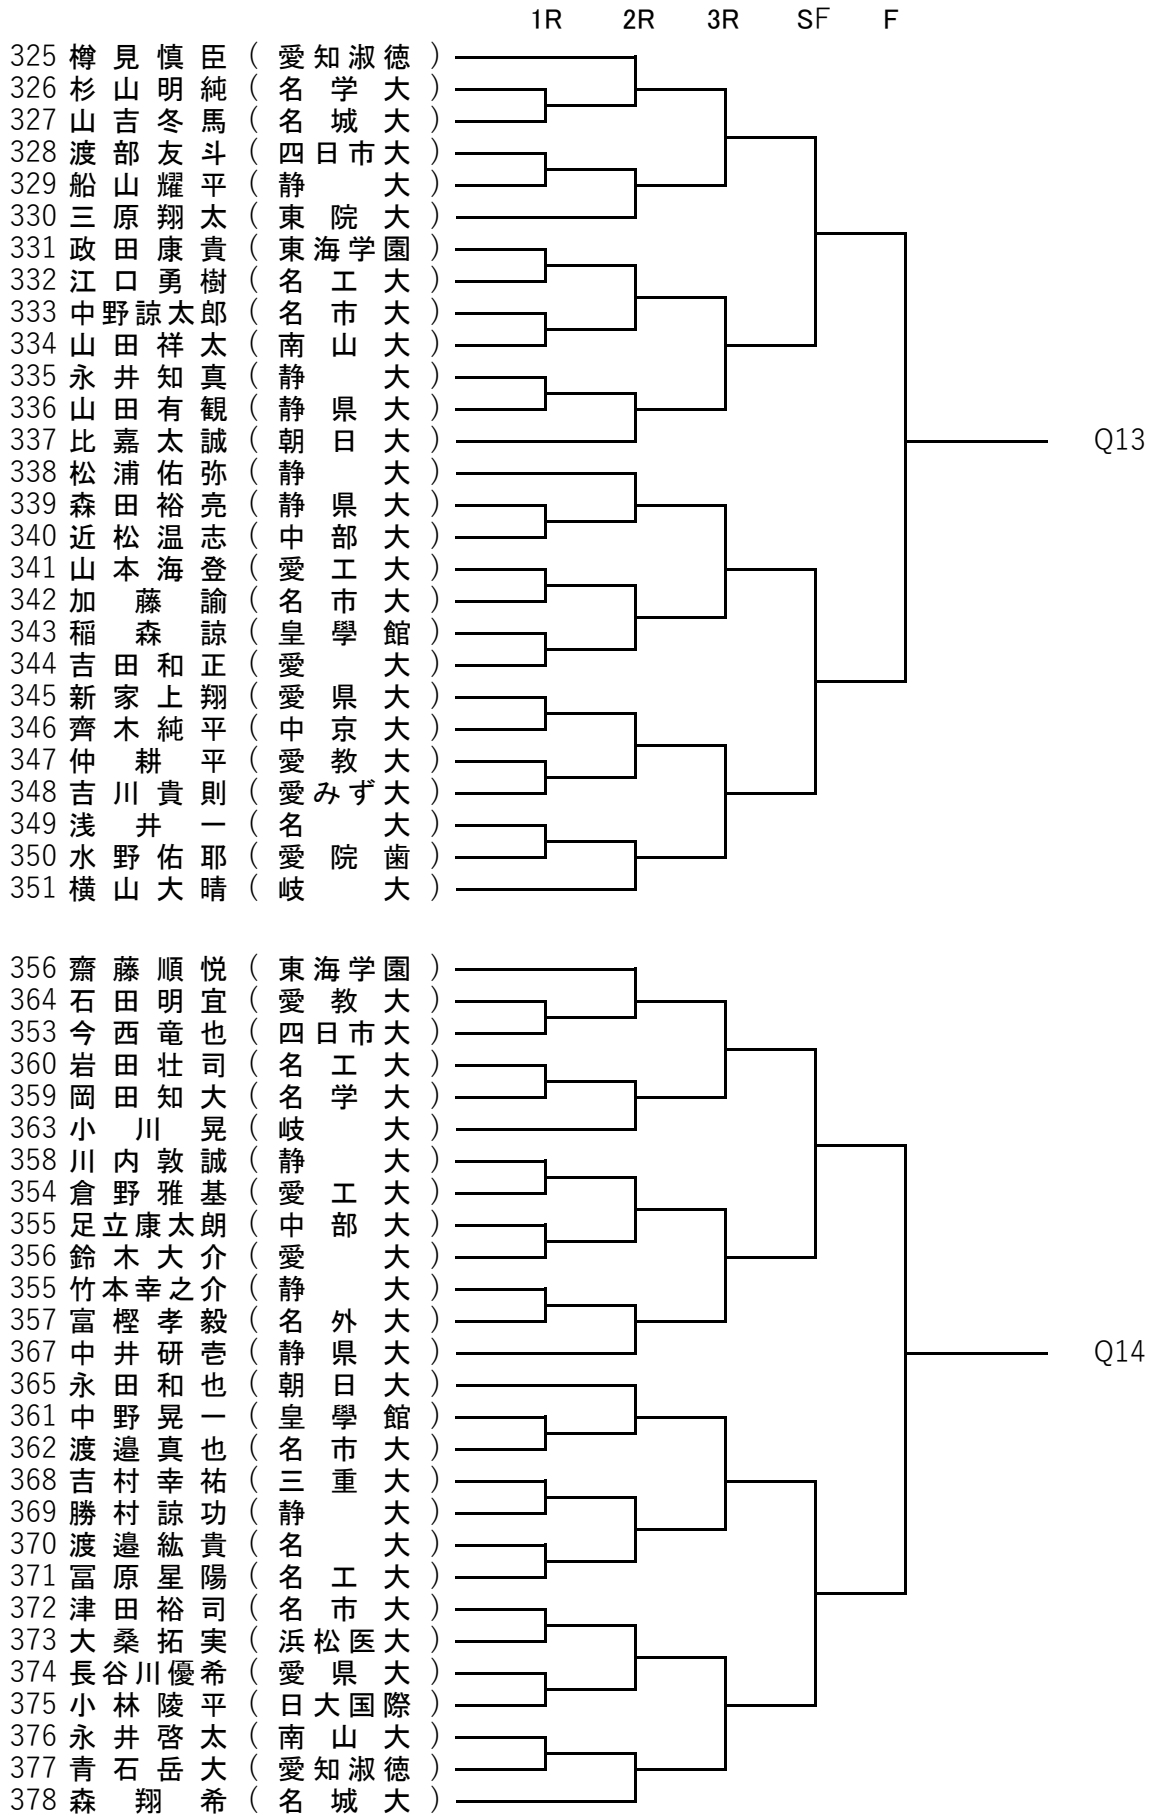 1R 2R 3R SF F
325 樽見慎臣 (愛知淑徳)
326 杉山明純 (名学大)
327 山吉冬馬 (名城大)
328 渡部友斗 (四日市大)
329 船山耀平 (静大)
330 三原翔太 (東院大)
331 政田康貴 (東海学園)
332 江口勇樹 (名工大)
333 中野諒太郎 (名市大)
334 山田祥太 (南山大)
335 永井知真 (静大)
336 山田有観 (静県大)
337 比嘉太誠 (朝日大) Q13
338 松浦佑弥 (静大)
339 森田裕亮 (静県大)
340 近松温志 (中部大)
341 山本海登 (愛工大)
342 加藤諭 (名市大)
343 稲森諒 (皇學館)
344 吉田和正 (愛大)
345 新家上翔 (愛県大)
346 齊木純平 (中京大)
347 仲耕平 (愛教大)
348 吉川貴則 (愛みず大)
349 浅井一 (名大)
350 水野佑耶 (愛院歯)
351 横山大晴 (岐大)
356 齋藤順悦 (東海学園)
364 石田明宜 (愛教大)
353 今西竜也 (四日市大)
360 岩田壮司 (名工大)
359 岡田知大 (名学大)
363 小川晃 (岐大)
358 川内敦誠 (静大)
354 倉野雅基 (愛工大)
355 足立康太朗 (中部大)
356 鈴木大介 (愛大)
355 竹本幸之介 (静大)
357 富樫孝毅 (名外大)
367 中井研壱 (静県大) Q14
365 永田和也 (朝日大)
361 中野晃一 (皇學館)
362 渡邉真也 (名市大)
368 吉村幸祐 (三重大)
369 勝村諒功 (静大)
370 渡邉紘貴 (名大)
371 冨原星陽 (名工大)
372 津田裕司 (名市大)
373 大桑拓実 (浜松医大)
374 長谷川優希 (愛県大)
375 小林陵平 (日大国際)
376 永井啓太 (南山大)
377 青石岳大 (愛知淑徳)
378 森翔希 (名城大)